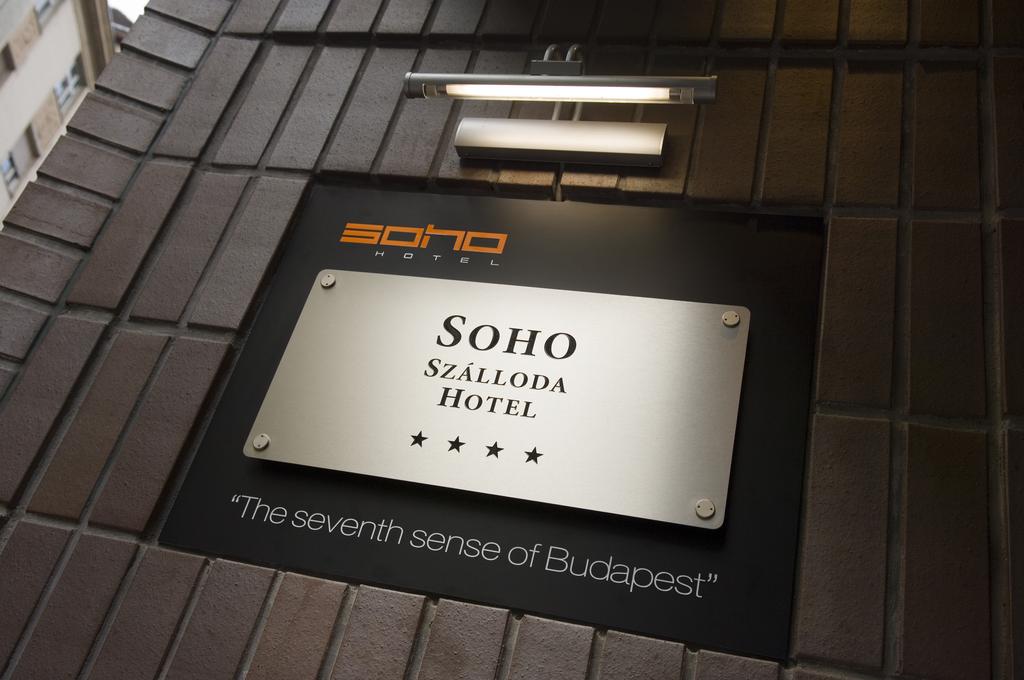 SOHO
HOTEL
SOHO
SZÁLLODA
HOTEL
★ ★ ★ ★
“The seventh sense of Budapest”